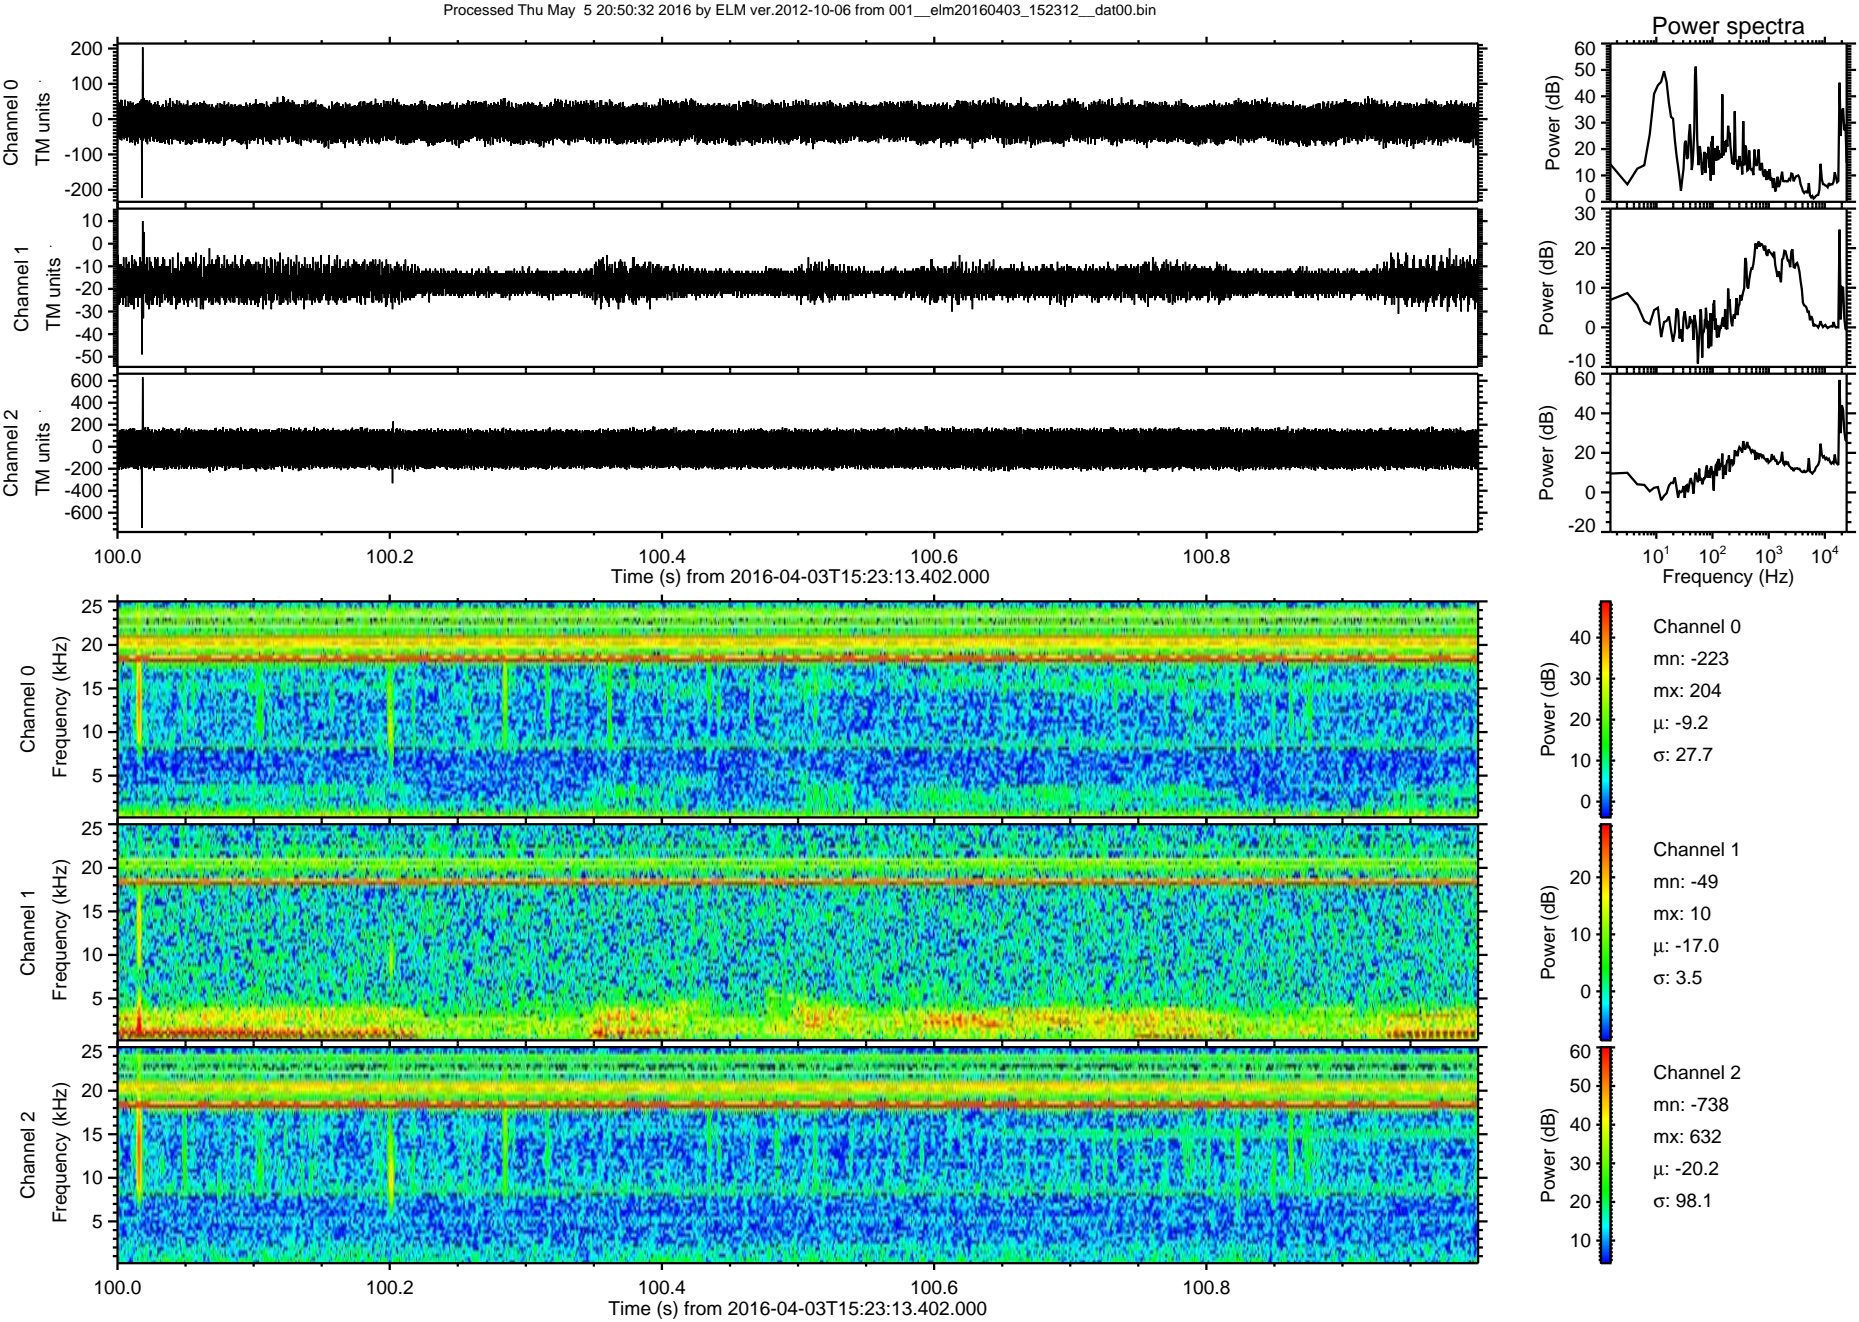 Processed Thu May  5 20:50:32 2016 by ELM ver.2012-10-06 from 001__elm20160403_152312__dat00.bin
Power spectra
Channel 0
TM units
200
100
0
-100
-200
Power (dB)
60
50
40
30
20
10
0
Channel 1
TM units
10
0
-10
-20
-30
-40
-50
Power (dB)
30
20
10
0
-10
Channel 2
TM units
600
400
200
0
-200
-400
-600
Power (dB)
60
40
20
0
-20
100.0 100.2 100.4 100.6 100.8
Time (s) from 2016-04-03T15:23:13.402.000
10¹ 10² 10³ 10⁴
Frequency (Hz)
Channel 0
Frequency (kHz)
25
20
15
10
5
Power (dB)
40
30
20
10
0
Channel 0
mn: -223
mx: 204
μ: -9.2
σ: 27.7
Channel 1
Frequency (kHz)
25
20
15
10
5
Power (dB)
20
10
0
Channel 1
mn: -49
mx: 10
μ: -17.0
σ: 3.5
Channel 2
Frequency (kHz)
25
20
15
10
5
Power (dB)
60
50
40
30
20
10
Channel 2
mn: -738
mx: 632
μ: -20.2
σ: 98.1
100.0 100.2 100.4 100.6 100.8
Time (s) from 2016-04-03T15:23:13.402.000